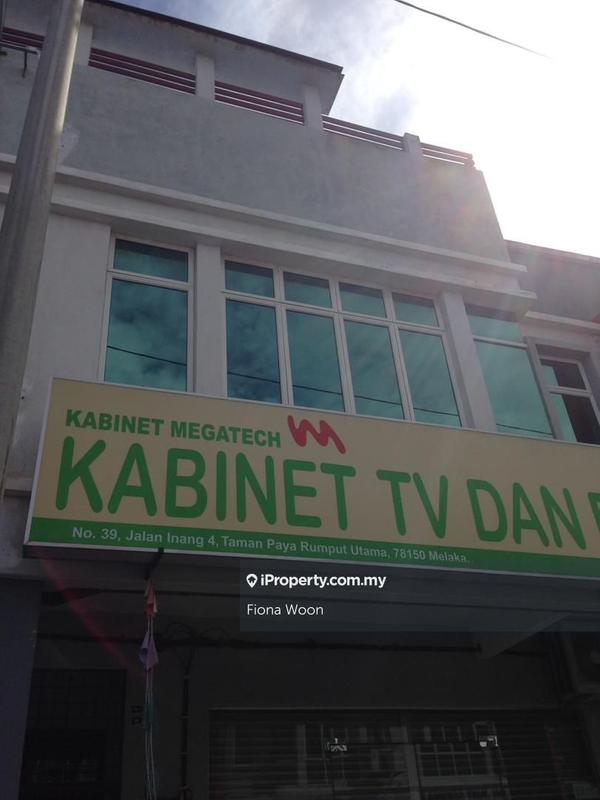 KABINET MEGATECH
KABINET TV DAN
No. 39, Jalan Inang 4, Taman Paya Rumput Utama, 78150 Melaka.
iProperty.com.my
Fiona Woon